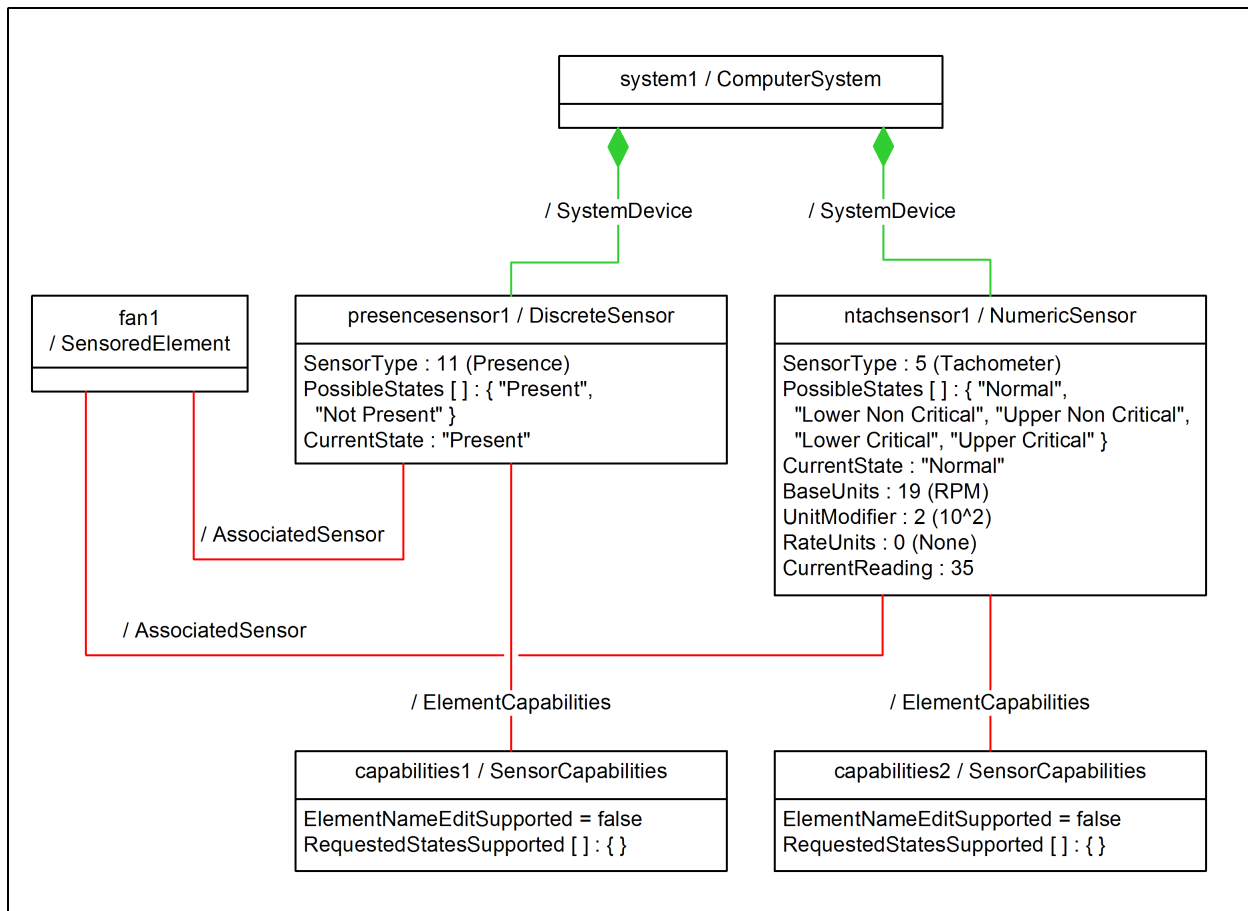 system1 / ComputerSystem
/ SystemDevice
/ SystemDevice
fan1
/ SensoredElement
presencesensor1 / DiscreteSensor
SensorType : 11 (Presence)
PossibleStates [ ] : { "Present",
"Not Present" }
CurrentState : "Present"
ntachsensor1 / NumericSensor
SensorType : 5 (Tachometer)
PossibleStates [ ] : { "Normal",
"Lower Non Critical", "Upper Non Critical",
"Lower Critical", "Upper Critical" }
CurrentState : "Normal"
BaseUnits : 19 (RPM)
UnitModifier : 2 (10^2)
RateUnits : 0 (None)
CurrentReading : 35
/ AssociatedSensor
/ AssociatedSensor
/ ElementCapabilities
/ ElementCapabilities
capabilities1 / SensorCapabilities
ElementNameEditSupported = false
RequestedStatesSupported [ ] : { }
capabilities2 / SensorCapabilities
ElementNameEditSupported = false
RequestedStatesSupported [ ] : { }